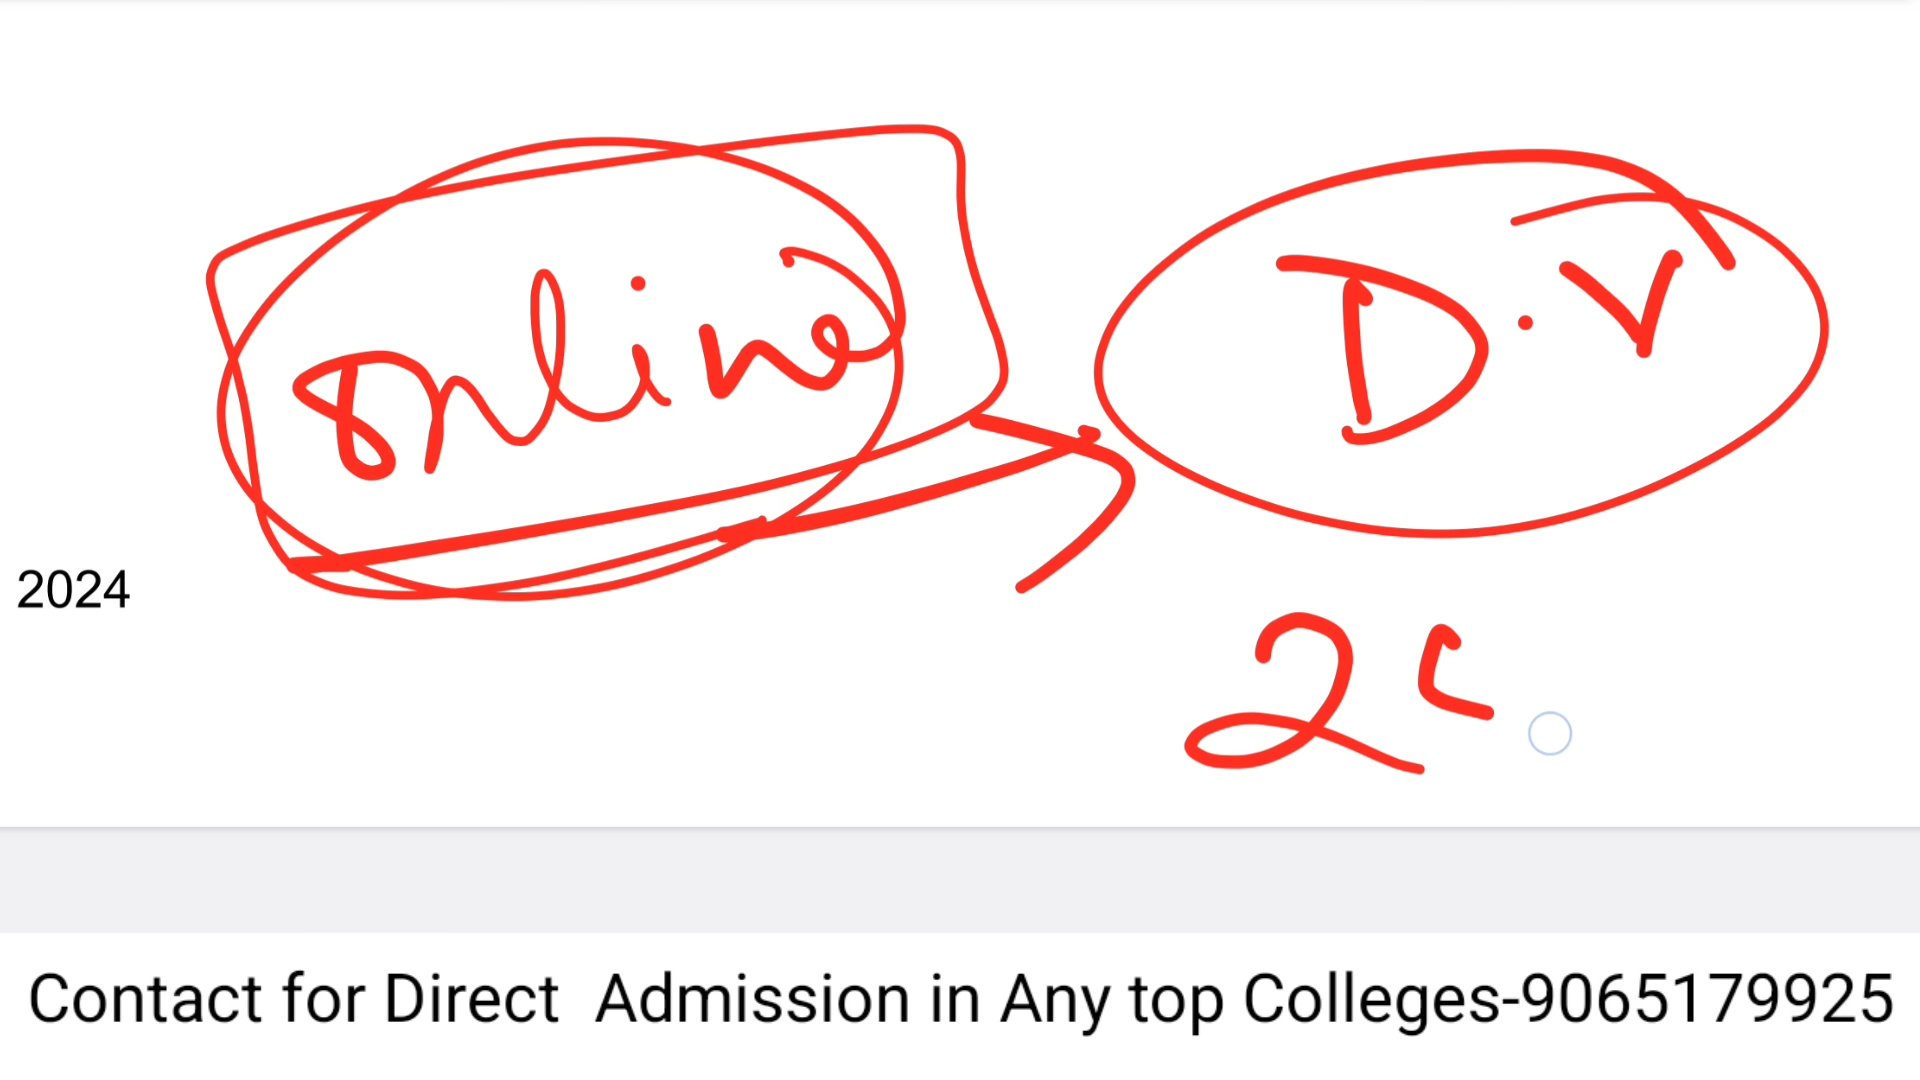 Online D.V
2024
2
Contact for Direct Admission in Any top Colleges-9065179925